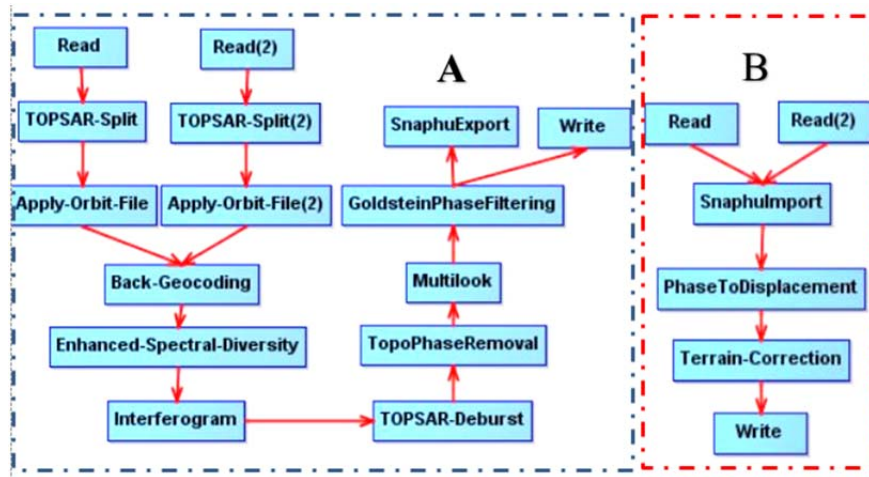 A
Read
Read(2)
TOPSAR-Split
TOPSAR-Split(2)
Apply-Orbit-File
Apply-Orbit-File(2)
Back-Geocoding
Enhanced-Spectral-Diversity
Interferogram
TOPSAR-Deburst
TopoPhaseRemoval
Multilook
GoldsteinPhaseFiltering
SnaphuExport
Write
B
Read
Read(2)
SnaphuImport
PhaseToDisplacement
Terrain-Correction
Write